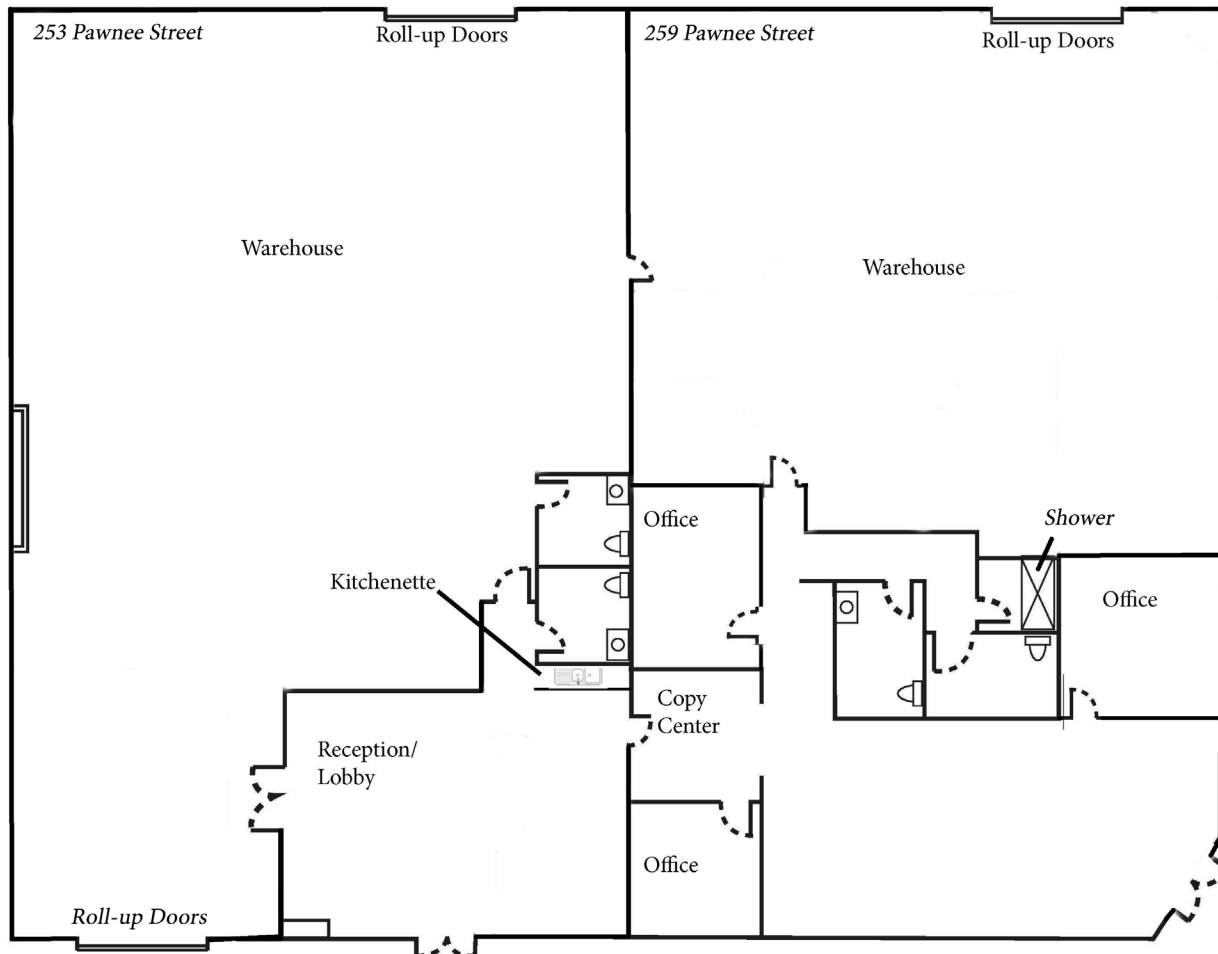 253 Pawnee Street
Roll-up Doors
259 Pawnee Street
Roll-up Doors
Warehouse
Warehouse
Office
Shower
Kitchenette
Office
Copy
Center
Reception/
Lobby
Office
Roll-up Doors